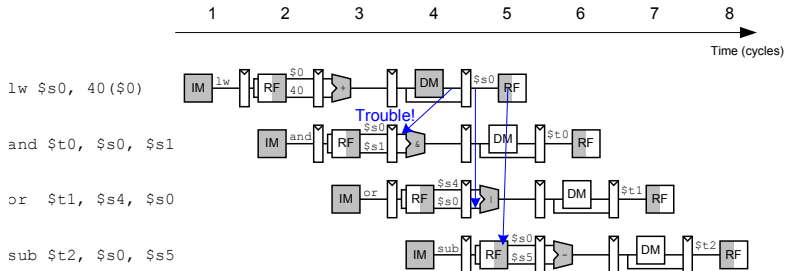 1 2 3 4 5 6 7 8
Time (cycles)
lw $s0, 40($0)
IM lw RF $0 40 + DM $s0 RF
Trouble!
and $t0, $s0, $s1
IM and RF $s0 $s1 & DM $t0 RF
or $t1, $s4, $s0
IM or RF $s4 $s0 | DM $t1 RF
sub $t2, $s0, $s5
IM sub RF $s0 $s5 - DM $t2 RF